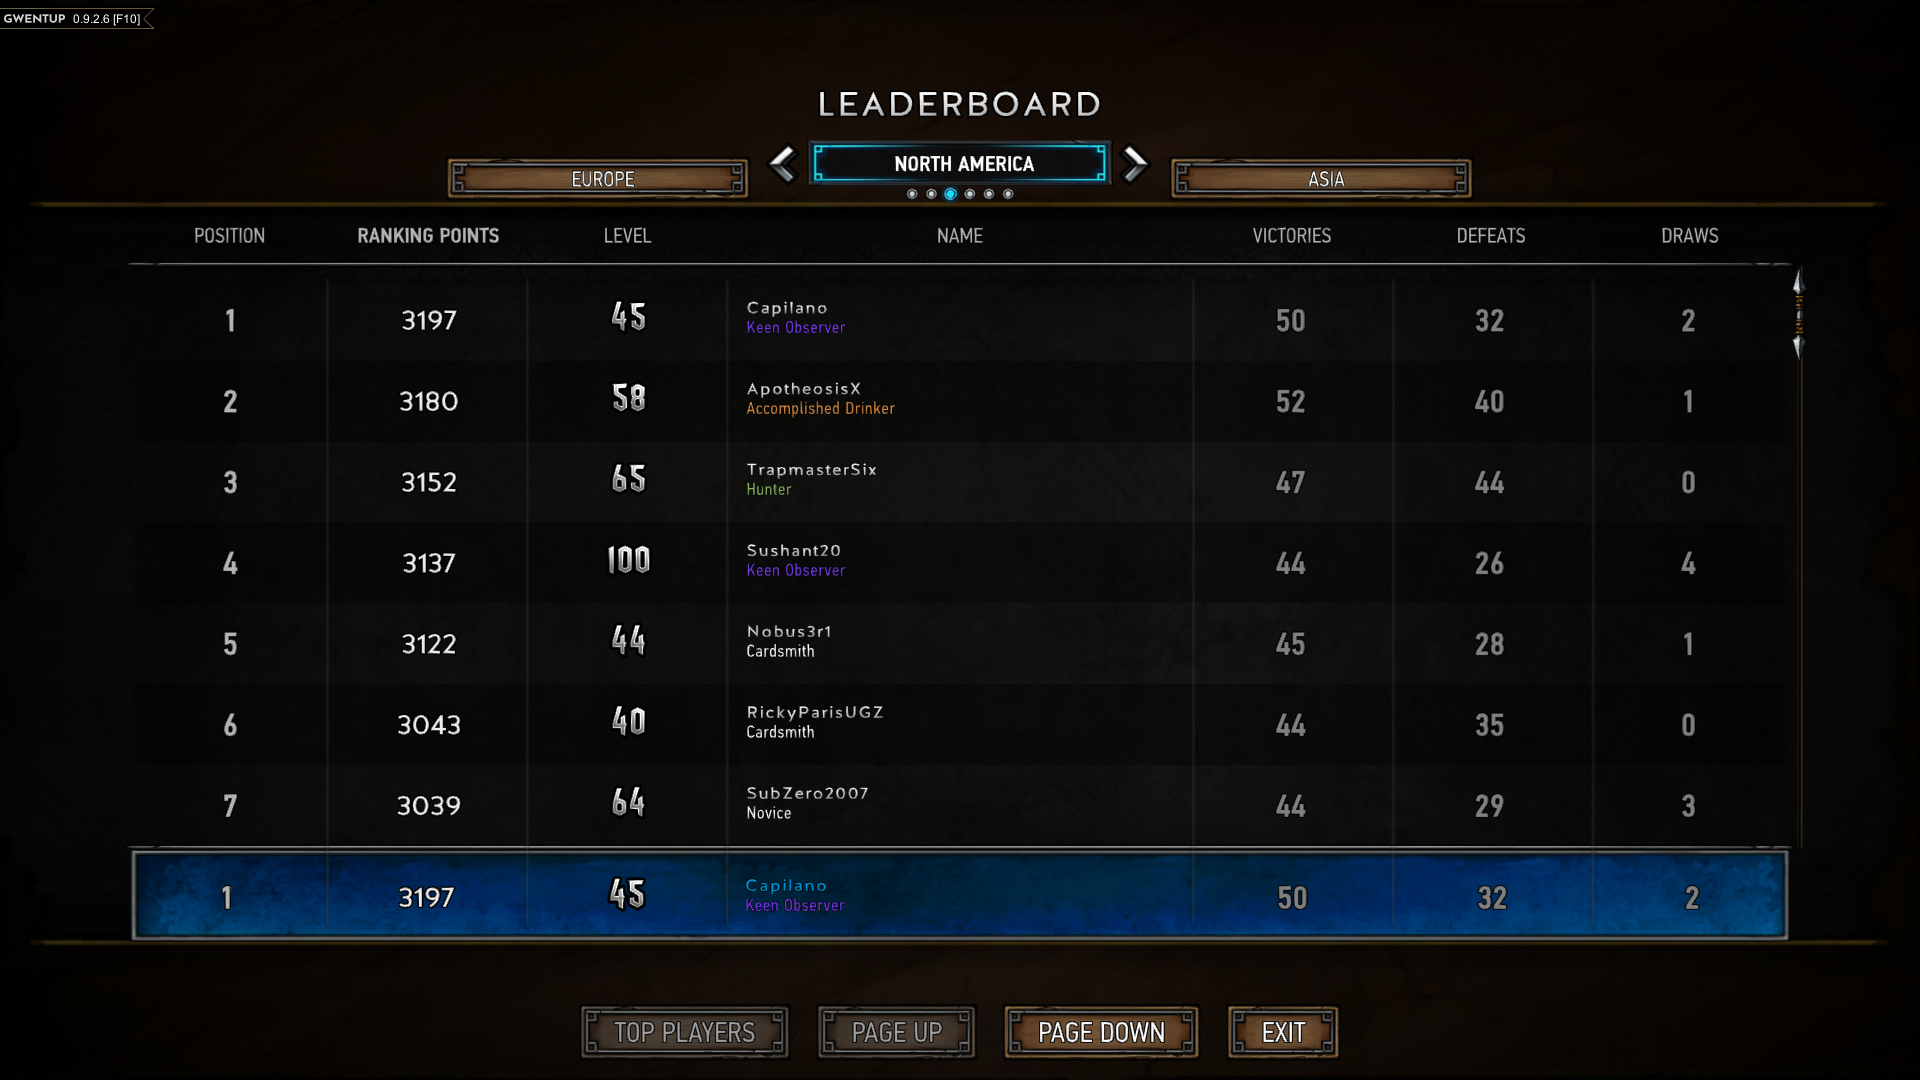 GWENTUP 0.9.2.6 [F10]
LEADERBOARD
EUROPE
NORTH AMERICA
ASIA
POSITION RANKING POINTS LEVEL NAME VICTORIES DEFEATS DRAWS
1 3197 45 Capilano 50 32 2
Keen Observer
2 3180 58 ApotheosisX 52 40 1
Accomplished Drinker
3 3152 65 TrapmasterSix 47 44 0
Hunter
4 3137 100 Sushant20 44 26 4
Keen Observer
5 3122 44 Nobus3r1 45 28 1
Cardsmith
6 3043 40 RickyParisUGZ 44 35 0
Cardsmith
7 3039 64 SubZero2007 44 29 3
Novice
1 3197 45 Capilano 50 32 2
Keen Observer
TOP PLAYERS PAGE UP PAGE DOWN EXIT